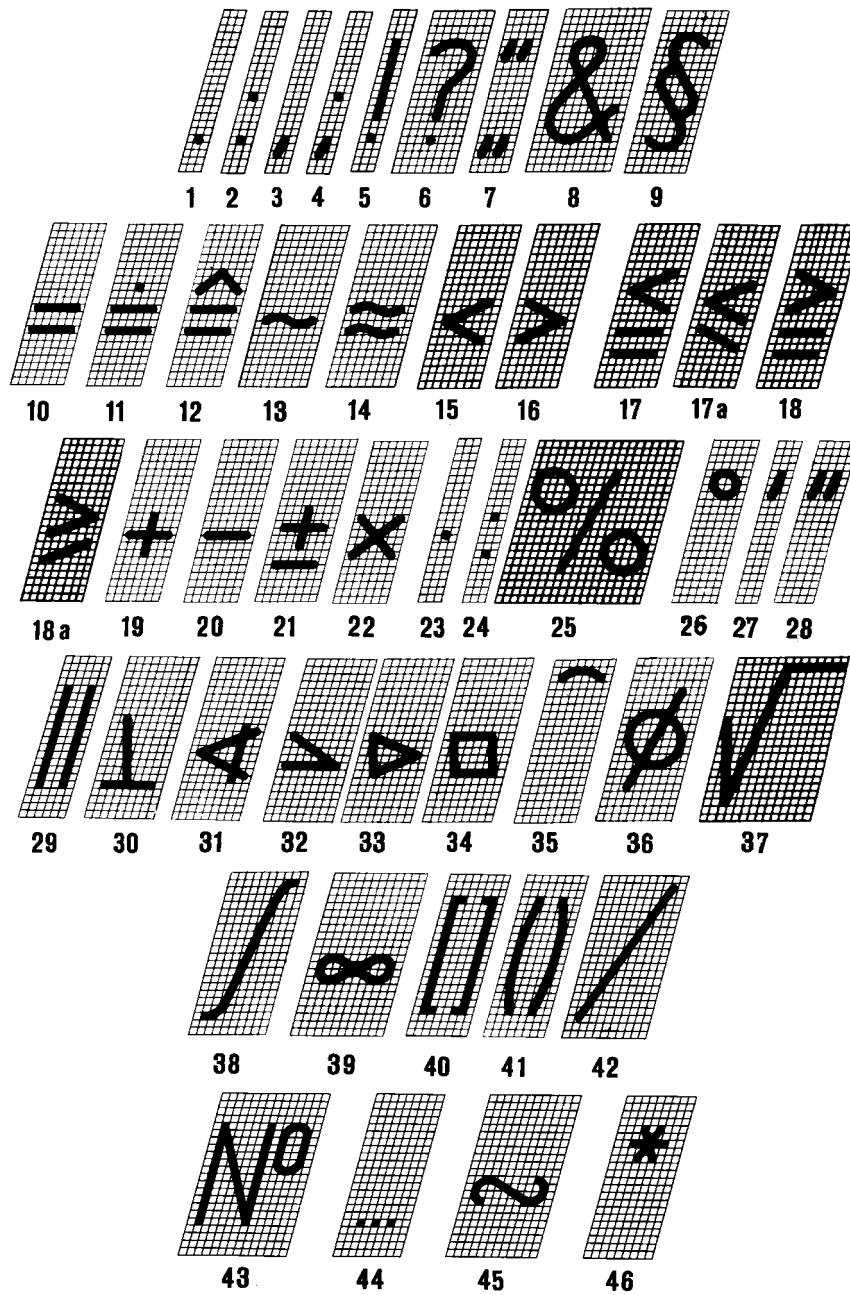 . : , ; ! ? „ " & §
1 2 3 4 5 6 7 8 9
= ≐ ≙ ~ ≈ < > ≦ ⩽ ≧
10 11 12 13 14 15 16 17 17a 18
⩾ + − ± × · : % ° ′ ″
18a 19 20 21 22 23 24 25 26 27 28
∥ ⊥ ∢ > ▷ □ ⌒ ∅ √
29 30 31 32 33 34 35 36 37
∫ ∞ [ ] ( ) /
38 39 40 41 42
№ ... ∾ *
43 44 45 46